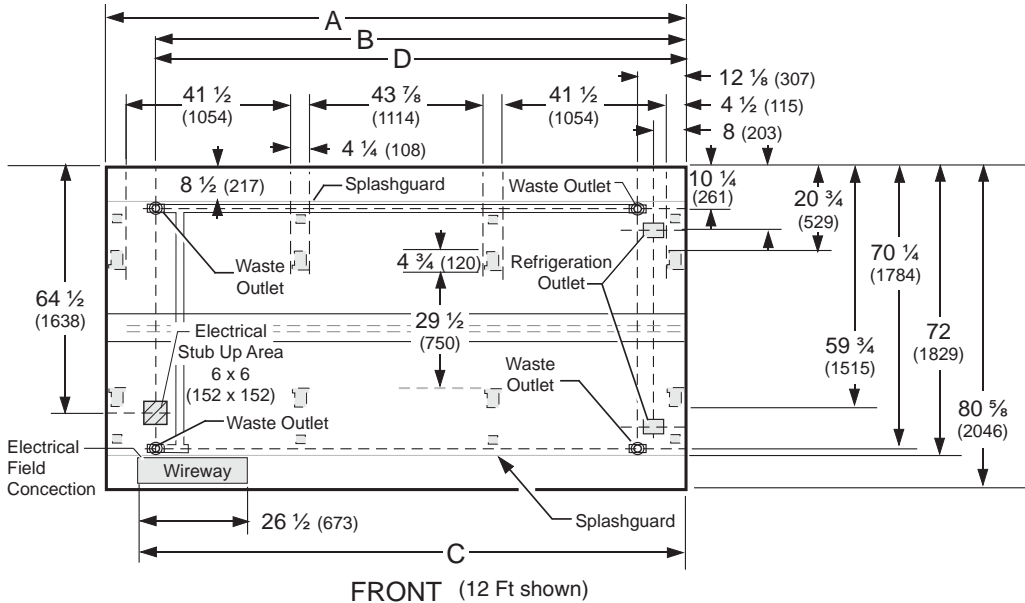 A
B
D
12 ⅛ (307)
41 ½
(1054)
43 ⅞
(1114)
41 ½
(1054)
4 ½ (115)
8 (203)
4 ¼ (108)
8 ½ (217)
Splashguard
Waste Outlet
10 ¼
(261)
20 ¾
(529)
Waste
Outlet
4 ¾ (120)
Refrigeration
Outlet
70 ¼
(1784)
64 ½
(1638)
29 ½
(750)
Electrical
Stub Up Area
6 x 6
(152 x 152)
59 ¾
(1515)
72
(1829)
Waste
Outlet
80 ⅝
(2046)
Waste Outlet
Electrical
Field
Concection
Wireway
26 ½ (673)
Splashguard
C
FRONT (12 Ft shown)